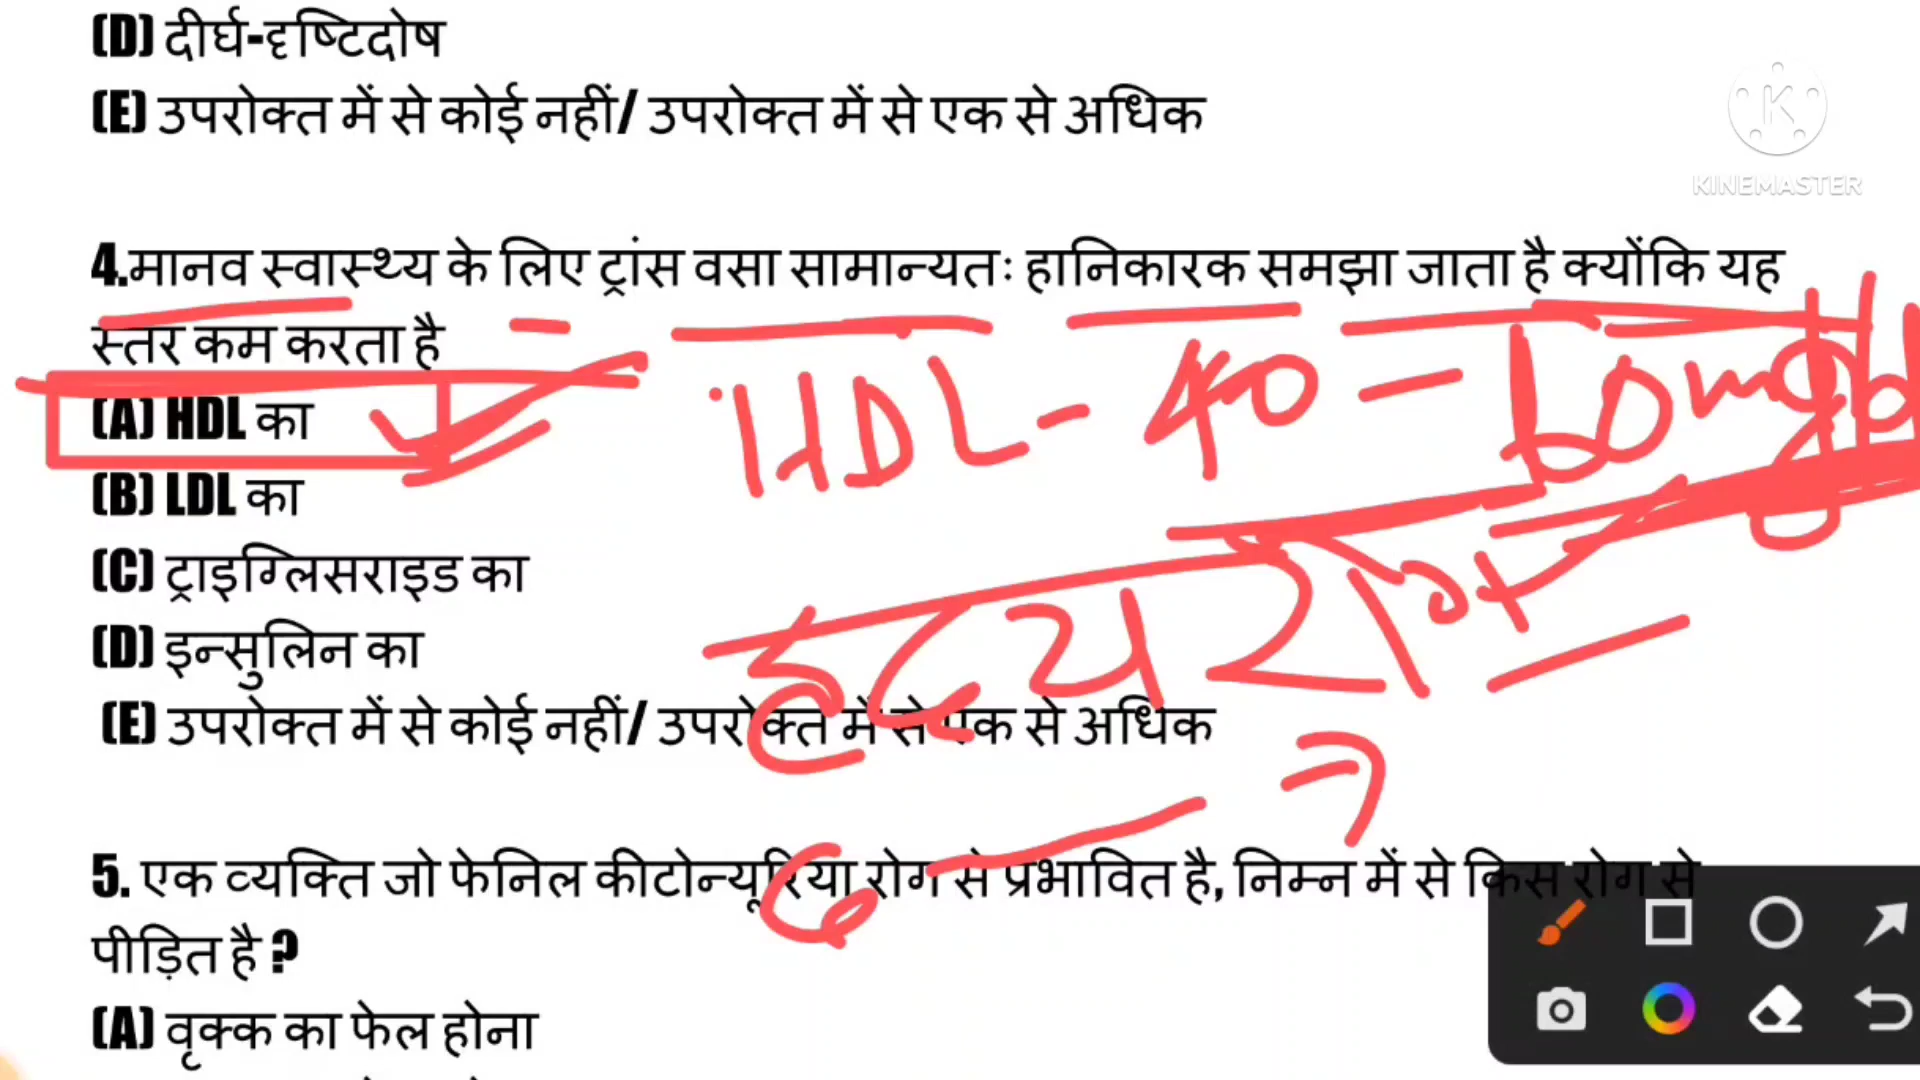 (D) दीर्घ-दृष्टिदोष
(E) उपरोक्त में से कोई नहीं/ उपरोक्त में से एक से अधिक
KINEMASTER
4.मानव स्वास्थ्य के लिए ट्रांस वसा सामान्यतः हानिकारक समझा जाता है क्योंकि यह
स्तर कम करता है
(A) HDL का
HDL - 40 -
(B) LDL का
(C) ट्राइग्लिसराइड का
हृदय रोग
(D) इन्सुलिन का
(E) उपरोक्त में से कोई नहीं/ उपरोक्त में से एक से अधिक
5. एक व्यक्ति जो फेनिल कीटोन्यूरिया रोग से प्रभावित है, निम्न में से किस रोग से
पीड़ित है ?
(A) वृक्क का फेल होना